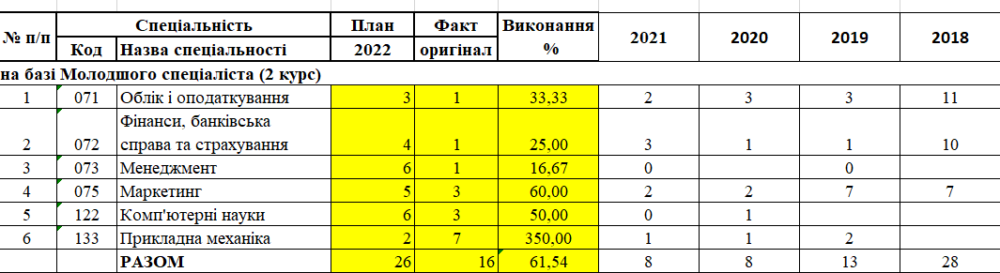 № п/п Спеціальність План Факт Виконання 2021 2020 2019 2018
Код Назва спеціальності 2022 оригінал %
на базі Молодшого спеціаліста (2 курс)
1 071 Облік і оподаткування 3 1 33,33 2 3 3 11
Фінанси, банківська
2 072 справа та страхування 4 1 25,00 3 1 1 10
3 073 Менеджмент 6 1 16,67 0 0
4 075 Маркетинг 5 3 60,00 2 2 7 7
5 122 Комп'ютерні науки 6 3 50,00 0 1
6 133 Прикладна механіка 2 7 350,00 1 1 2
РАЗОМ 26 16 61,54 8 8 13 28